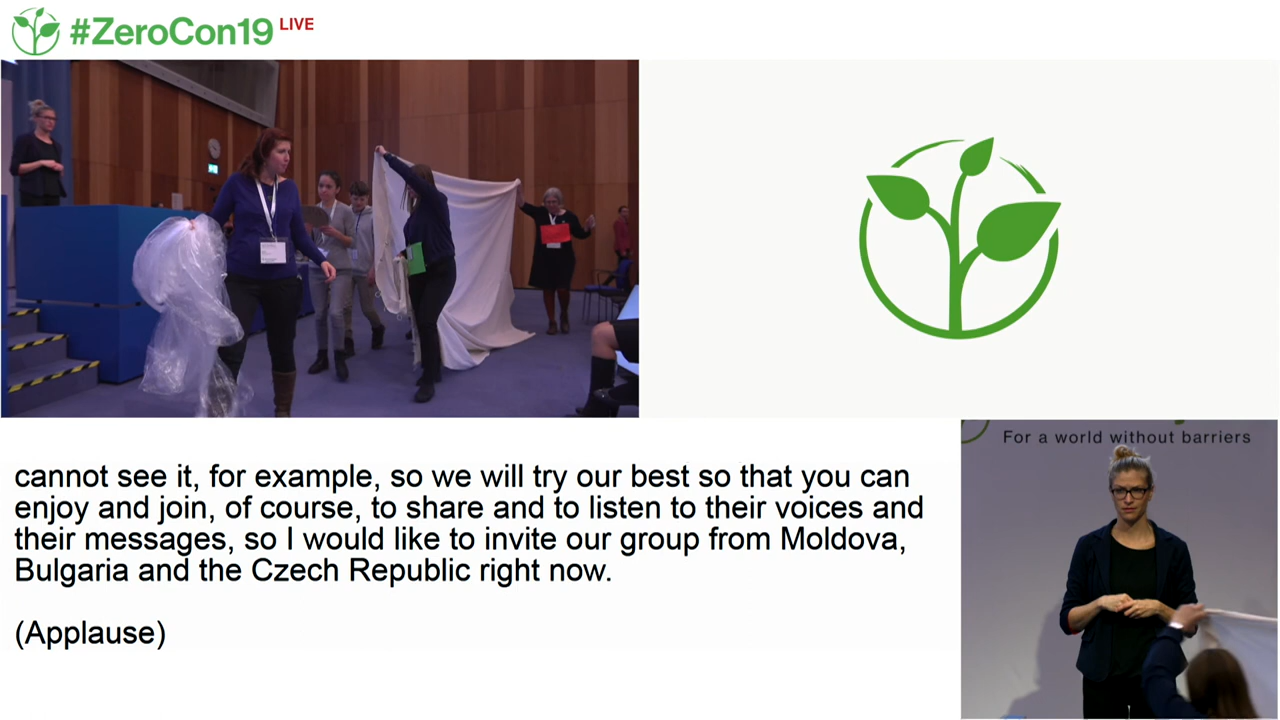 #ZeroCon19 LIVE
cannot see it, for example, so we will try our best so that you can
enjoy and join, of course, to share and to listen to their voices and
their messages, so I would like to invite our group from Moldova,
Bulgaria and the Czech Republic right now.
(Applause)
For a world without barriers